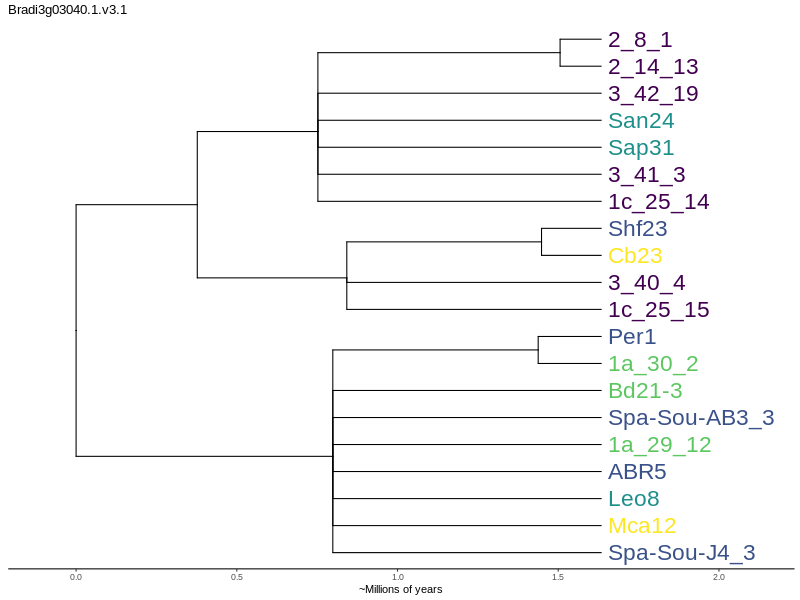 Bradi3g03040.1.v3.1
2_8_1
2_14_13
3_42_19
San24
Sap31
3_41_3
1c_25_14
Shf23
Cb23
3_40_4
1c_25_15
Per1
1a_30_2
Bd21-3
Spa-Sou-AB3_3
1a_29_12
ABR5
Leo8
Mca12
Spa-Sou-J4_3
0.0 0.5 1.0 1.5 2.0
~Millions of years